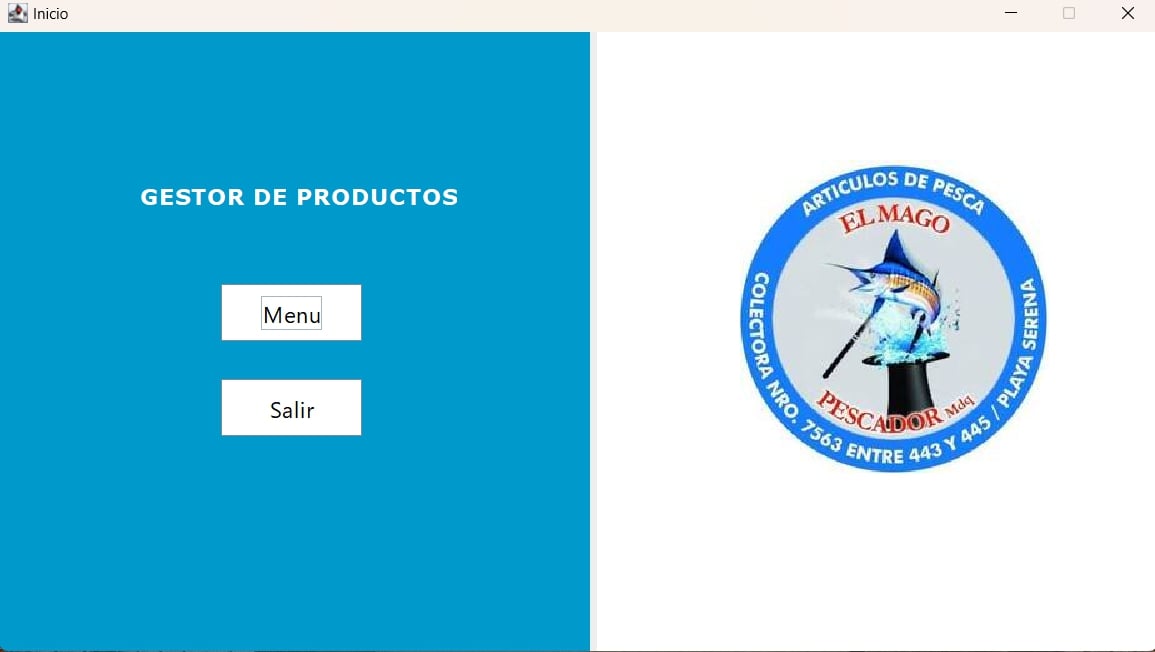 Inicio
GESTOR DE PRODUCTOS
Menu
Salir
ARTICULOS DE PESCA
EL MAGO
PESCADOR Mdq
COLECTORA NRO. 7563 ENTRE 443 Y 445 / PLAYA SERENA